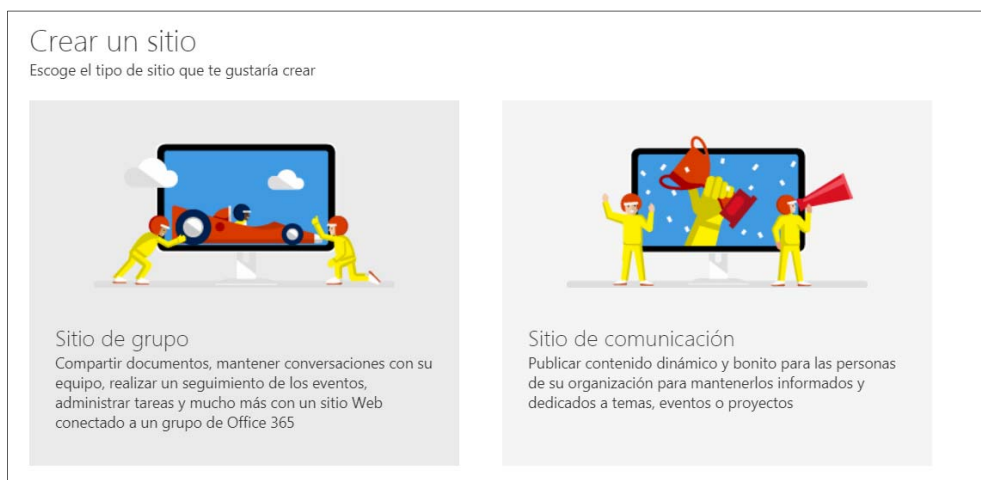 Crear un sitio
Escoge el tipo de sitio que te gustaría crear
Sitio de grupo
Compartir documentos, mantener conversaciones con su
equipo, realizar un seguimiento de los eventos,
administrar tareas y mucho más con un sitio Web
conectado a un grupo de Office 365
Sitio de comunicación
Publicar contenido dinámico y bonito para las personas
de su organización para mantenerlos informados y
dedicados a temas, eventos o proyectos